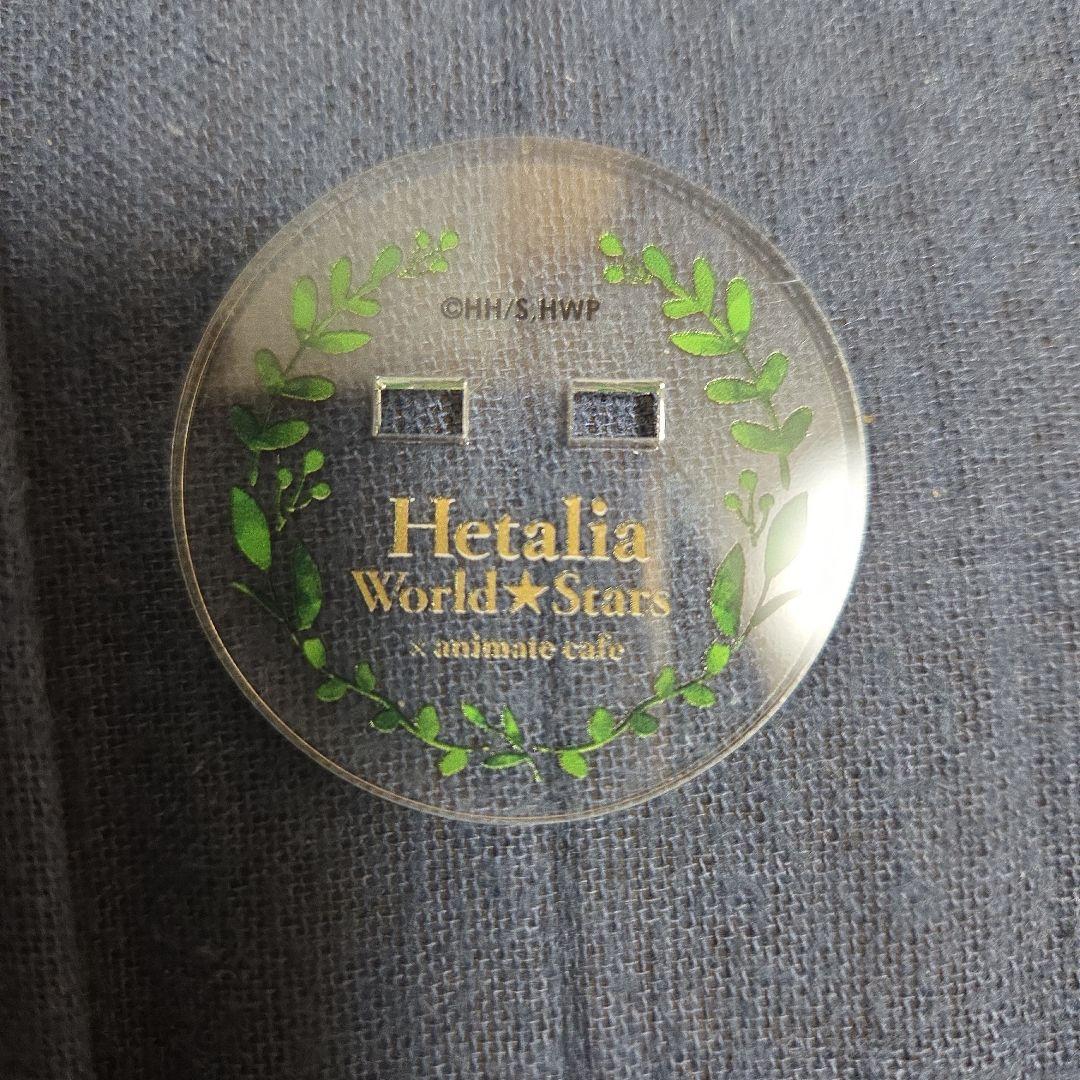 ©HH/S,HWP
Hetalia
World★Stars
× animate cafe